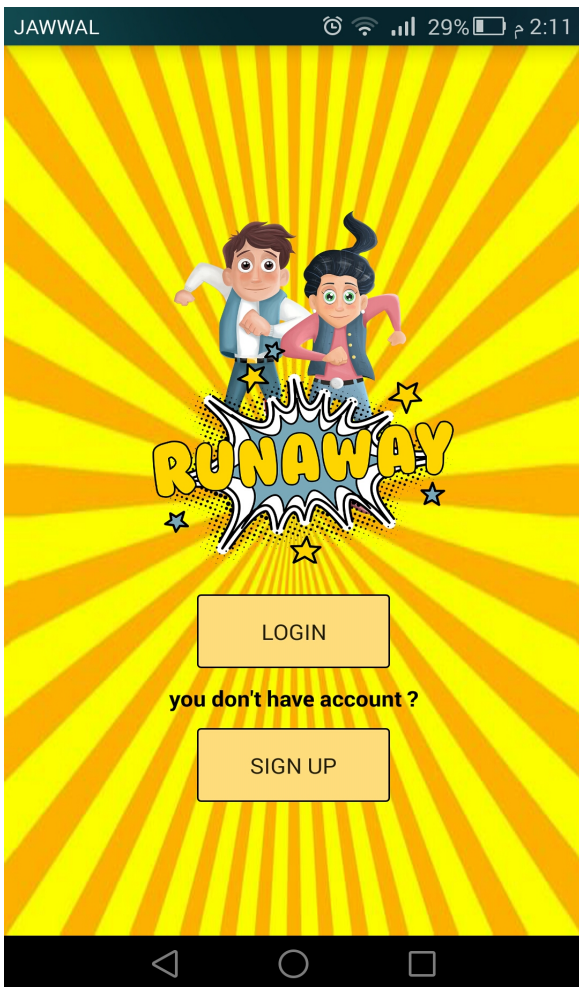 JAWWAL 29% م 2:11
RUNAWAY
LOGIN
you don't have account ?
SIGN UP